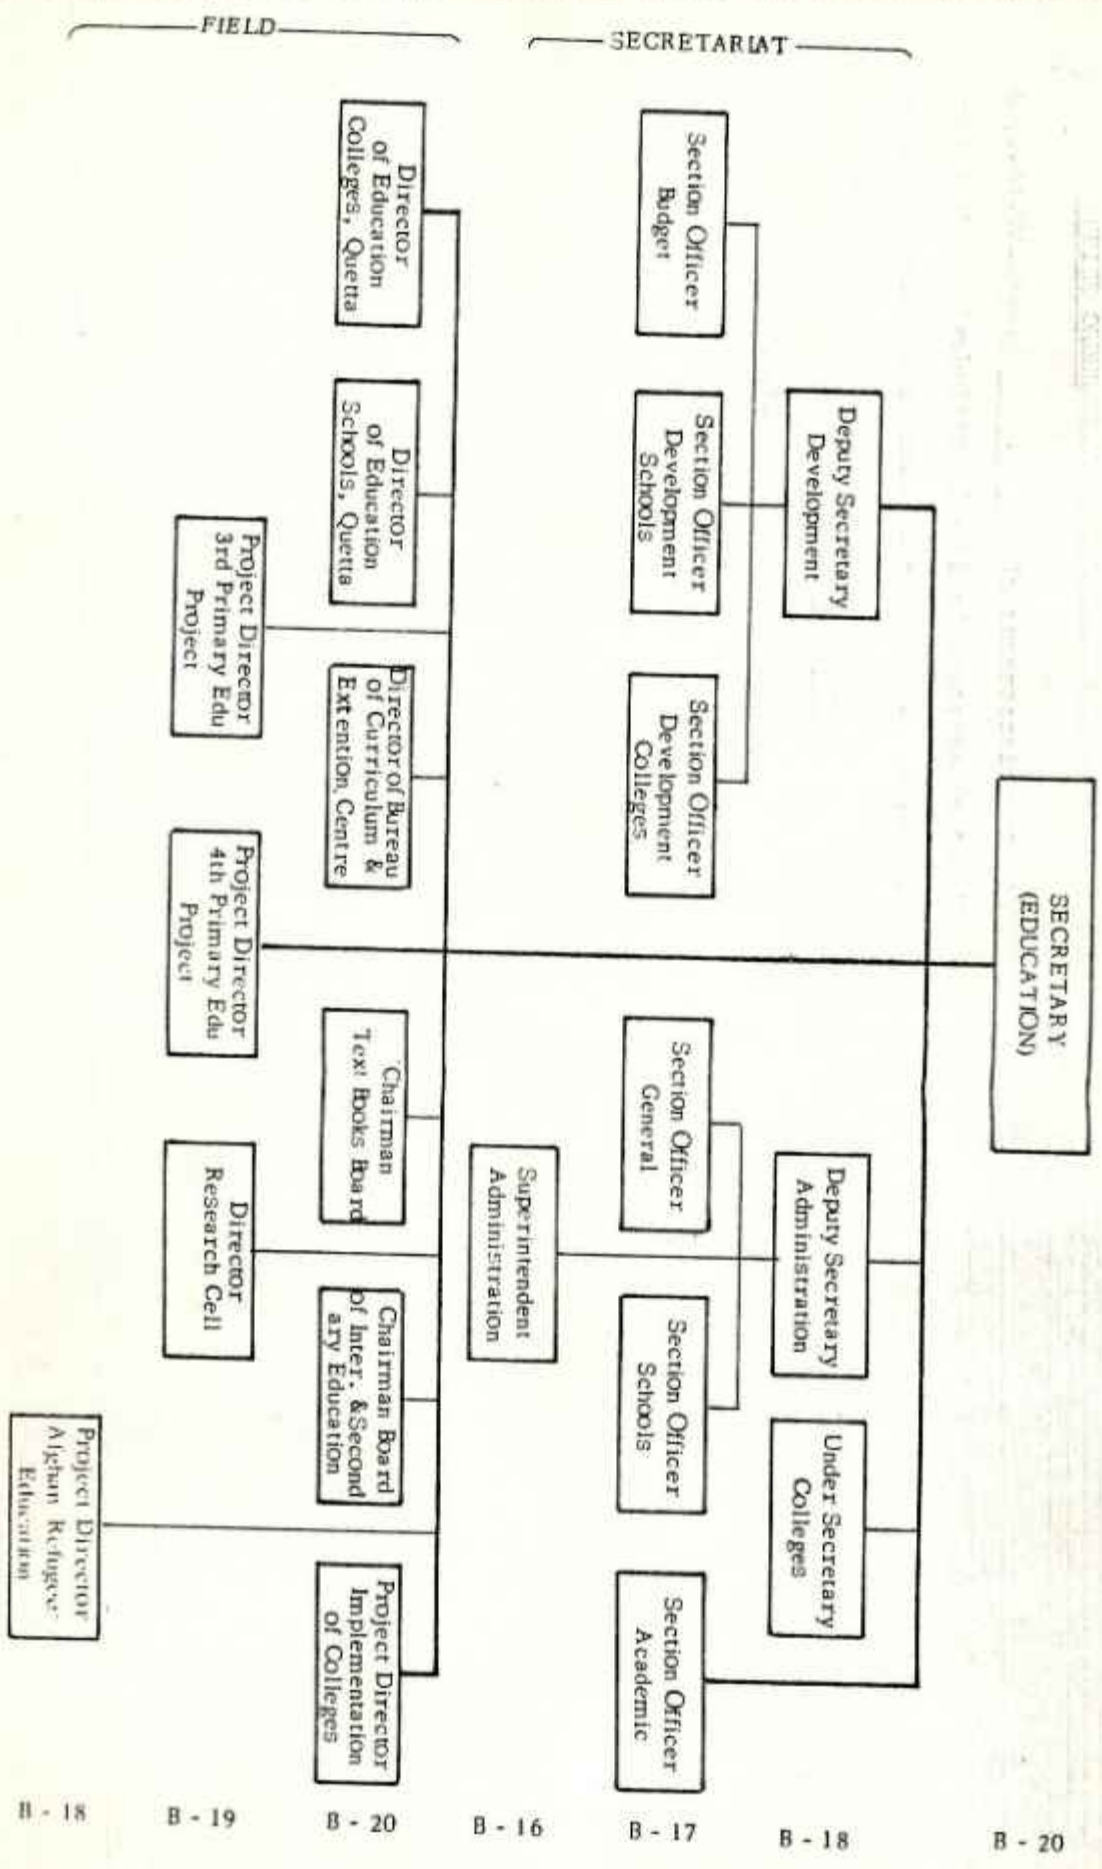 SECRETARY
(EDUCATION)
B - 20
SECRETARIAT
Deputy Secretary
Development
Deputy Secretary
Administration
Under Secretary
Colleges
B - 18
Section Officer
Budget
Section Officer
Development
Schools
Section Officer
Development
Colleges
Section Officer
General
Section Officer
Schools
Section Officer
Academic
B - 17
Superintendent
Administration
B - 16
FIELD
Director
of Education
Colleges, Quetta
Director
of Education
Schools, Quetta
Director of Bureau
of Curriculum &
Extention, Centre
Chairman
Text Books Board
Chairman Board
of Inter. &Second
ary Education
Project Director
Implementation
of Colleges
B - 20
Project Director
3rd Primary Edu
Project
Project Director
4th Primary Edu
Project
Director
Research Cell
B - 19
Project Director
Afghan Refugee
Education
B - 18